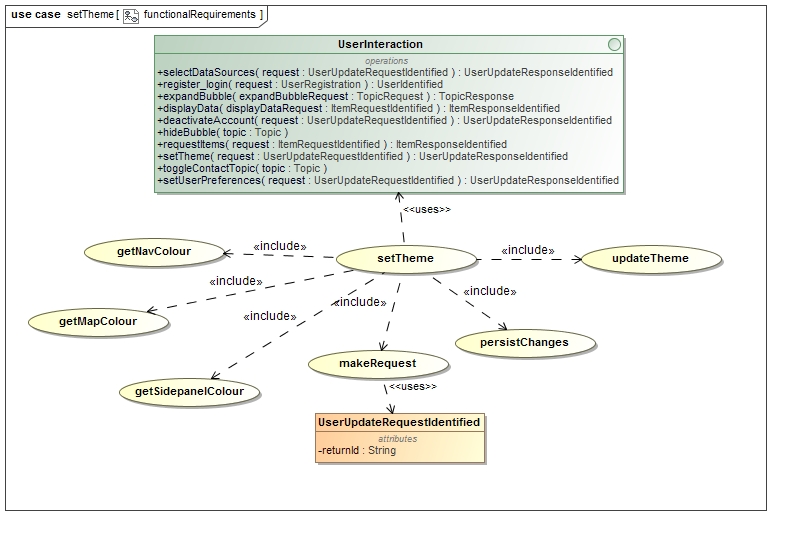 use case setTheme [ functionalRequirements ]
UserInteraction
operations
+selectDataSources( request : UserUpdateRequestIdentified ) : UserUpdateResponseIdentified
+register_login( request : UserRegistration ) : UserIdentified
+expandBubble( expandBubbleRequest : TopicRequest ) : TopicResponse
+displayData( displayDataRequest : ItemRequestIdentified ) : ItemResponseIdentified
+deactivateAccount( request : UserUpdateRequestIdentified ) : UserUpdateResponseIdentified
+hideBubble( topic : Topic )
+requestItems( request : ItemRequestIdentified ) : ItemResponseIdentified
+setTheme( request : UserUpdateRequestIdentified ) : UserUpdateResponseIdentified
+toggleContactTopic( topic : Topic )
+setUserPreferences( request : UserUpdateRequestIdentified ) : UserUpdateResponseIdentified
<<uses>>
getNavColour
«include»
setTheme
«include»
updateTheme
«include»
«include»
«include»
«include»
getMapColour
persistChanges
makeRequest
getSidepanelColour
<<uses>>
UserUpdateRequestIdentified
attributes
-returnId : String